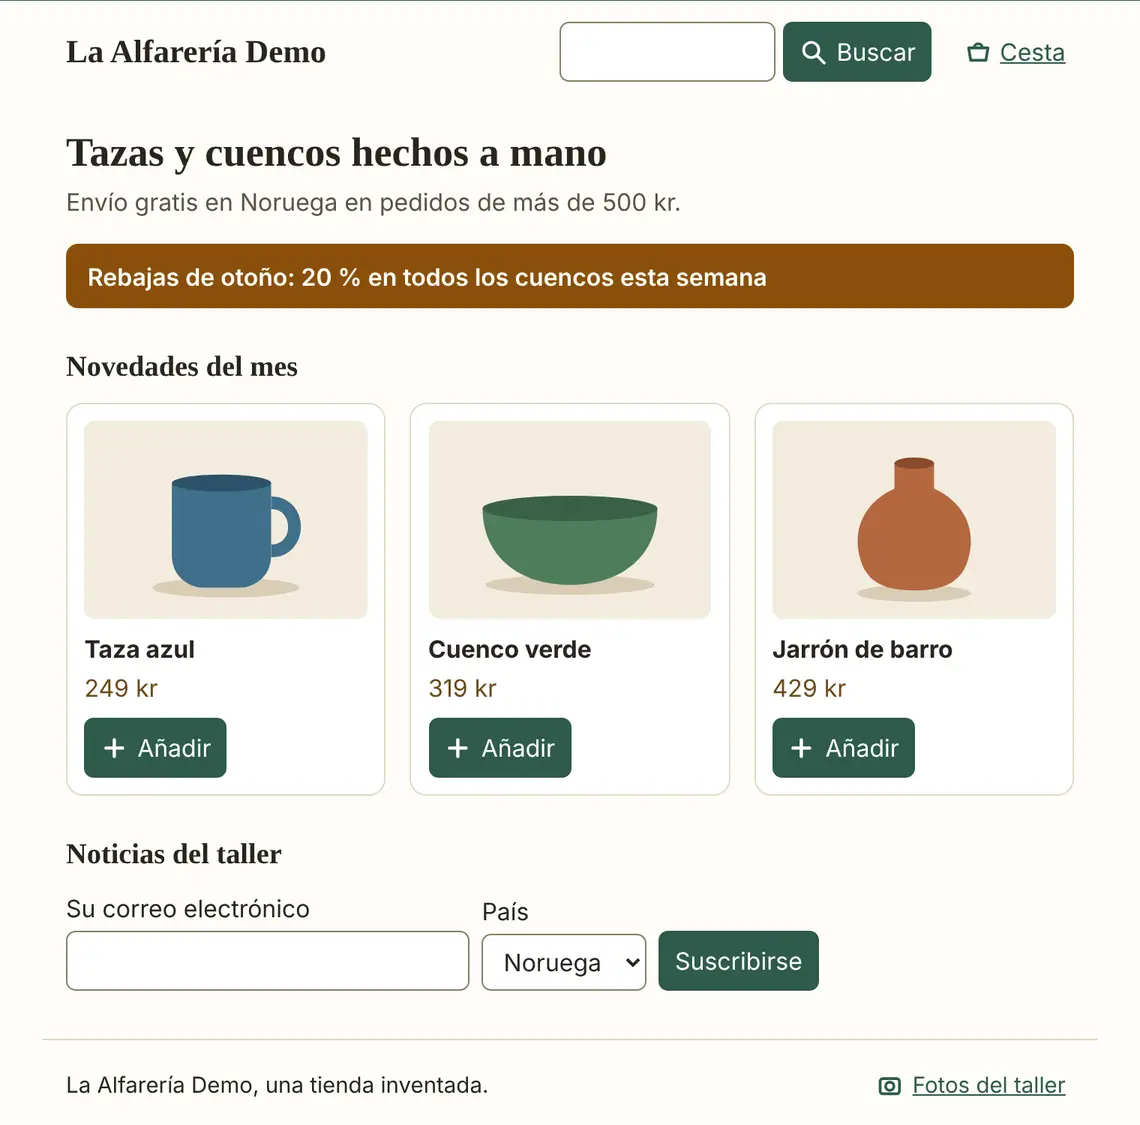 La Alfarería Demo
Buscar
Cesta
Tazas y cuencos hechos a mano
Envío gratis en Noruega en pedidos de más de 500 kr.
Rebajas de otoño: 20 % en todos los cuencos esta semana
Novedades del mes
Taza azul
249 kr
Añadir
Cuenco verde
319 kr
Añadir
Jarrón de barro
429 kr
Añadir
Noticias del taller
Su correo electrónico
País
Noruega
Suscribirse
La Alfarería Demo, una tienda inventada.
Fotos del taller